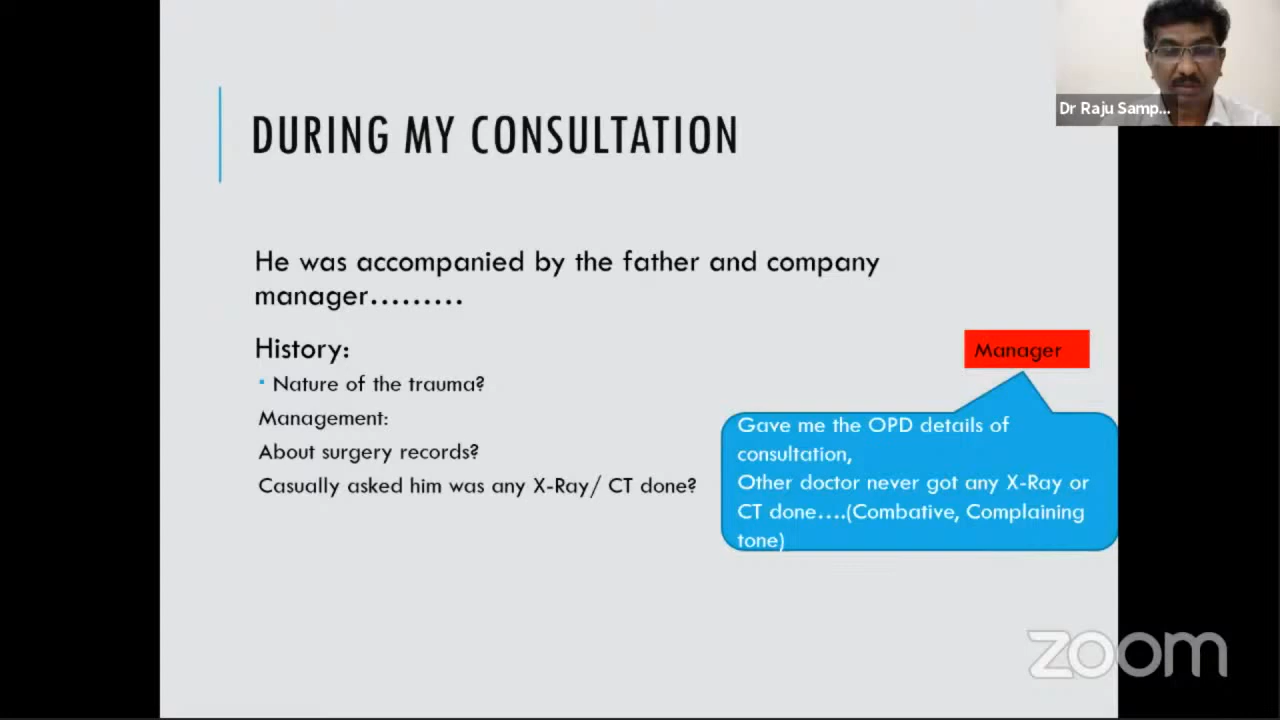 Dr Raju Samp...
DURING MY CONSULTATION
He was accompanied by the father and company
manager.........
History:
Nature of the trauma?
Management:
About surgery records?
Casually asked him was any X-Ray/ CT done?
Manager
Gave me the OPD details of
consultation,
Other doctor never got any X-Ray or
CT done....(Combative, Complaining
tone)
zoom